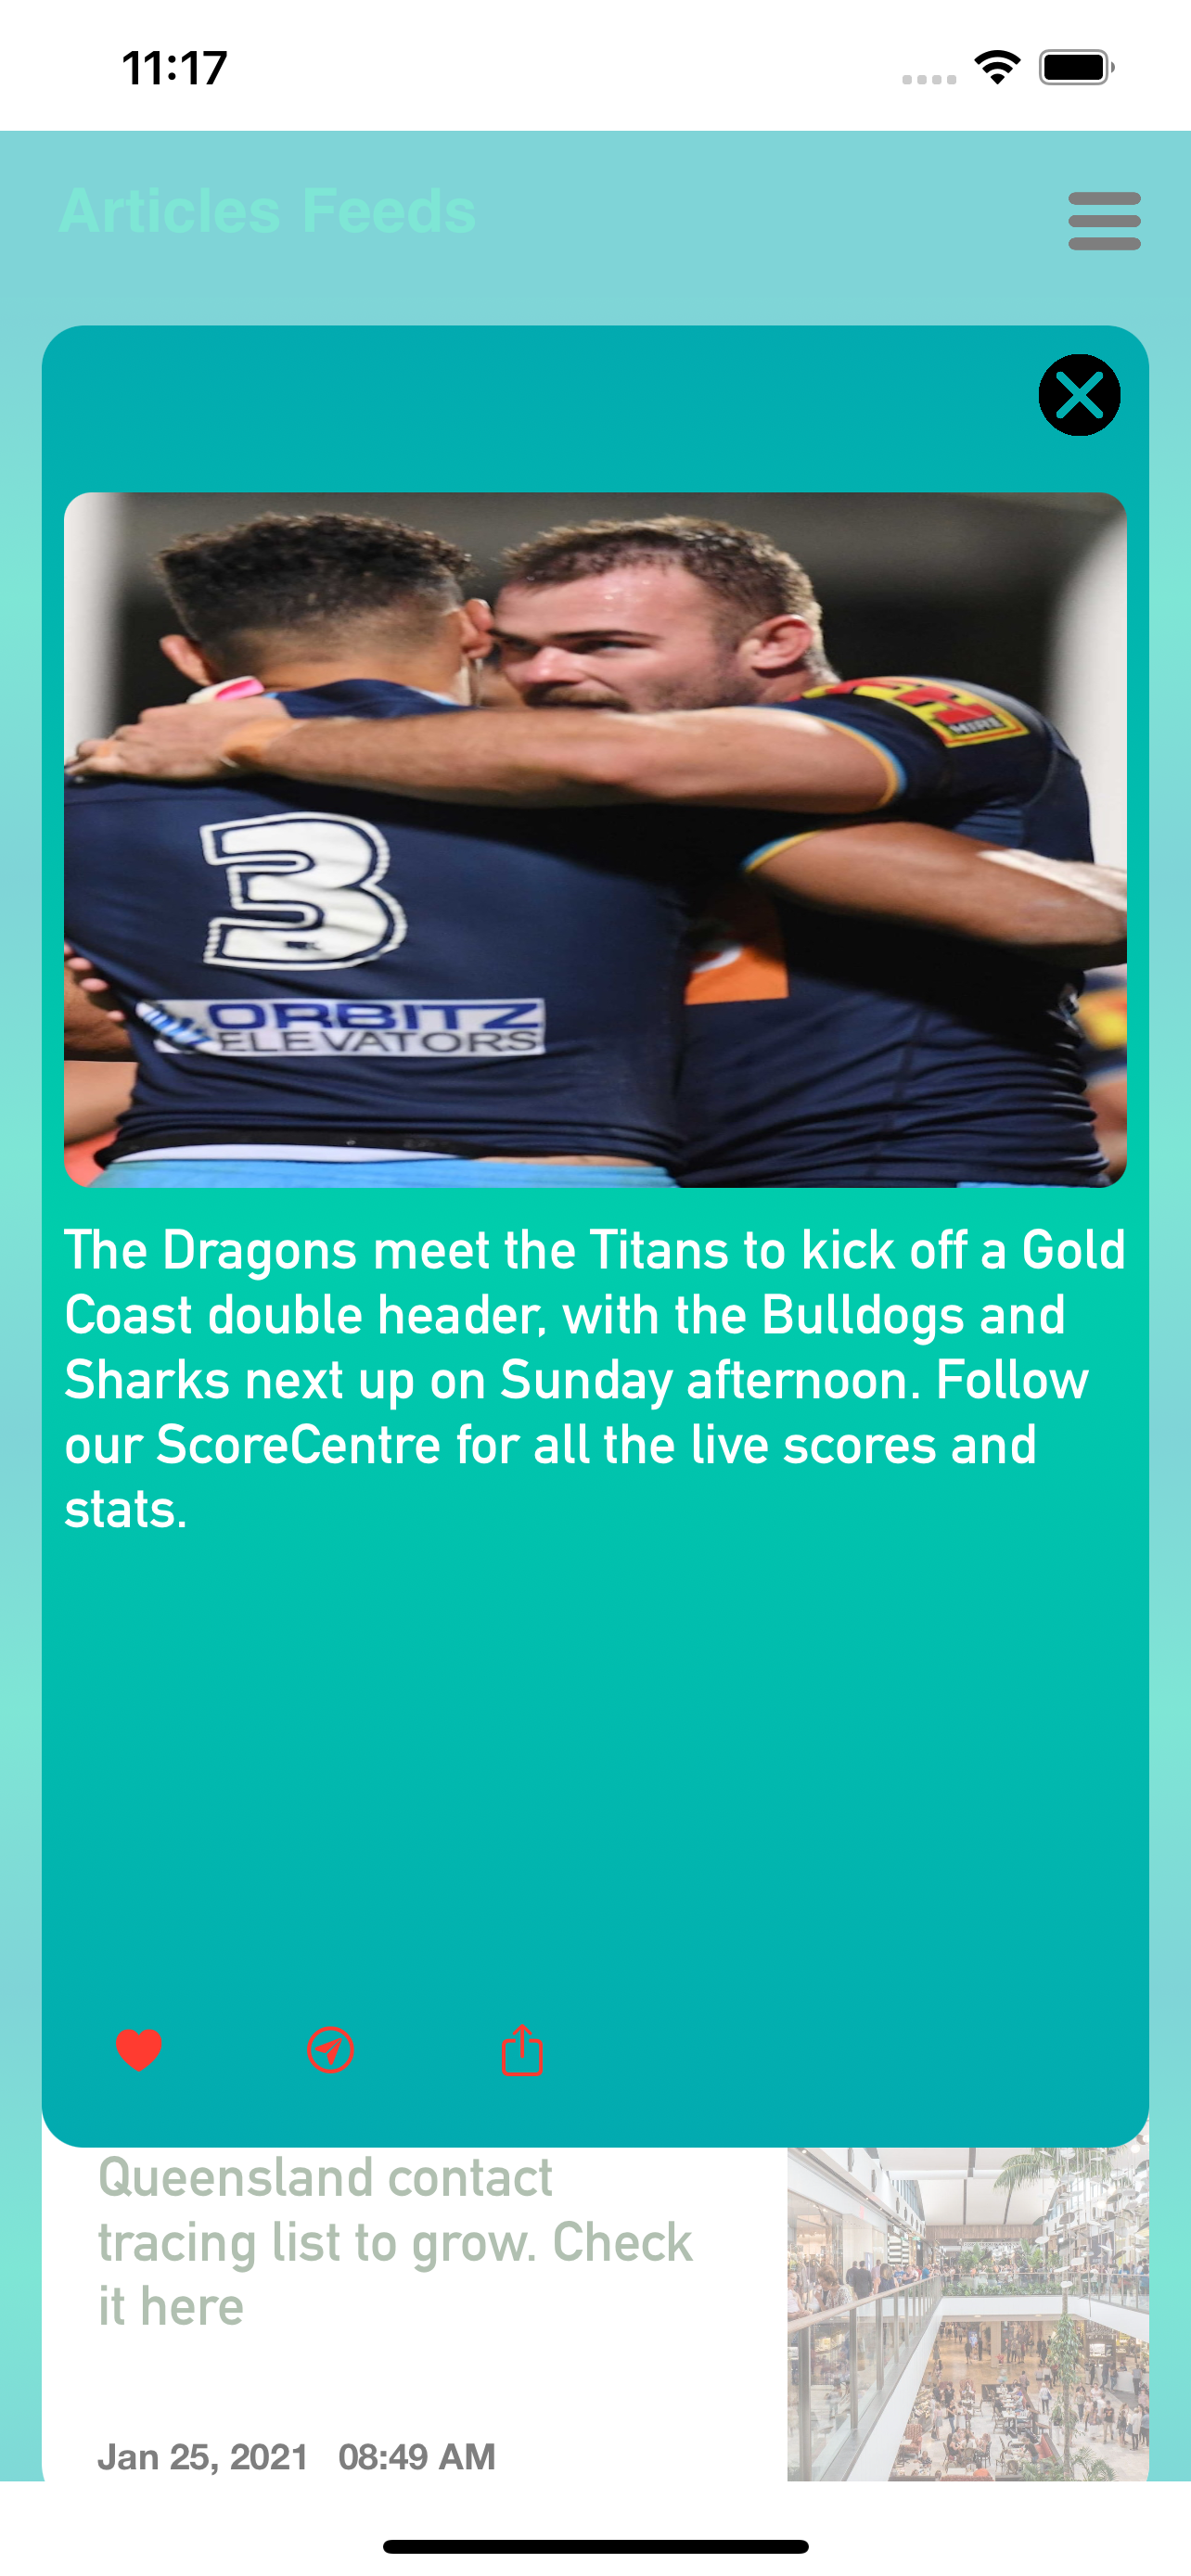 11:17
Articles Feeds
HIRE
3
ORBITZ
ELEVATORS
The Dragons meet the Titans to kick off a Gold
Coast double header, with the Bulldogs and
Sharks next up on Sunday afternoon. Follow
our ScoreCentre for all the live scores and
stats.
Queensland contact
tracing list to grow. Check
it here
Jan 25, 2021 08:49 AM